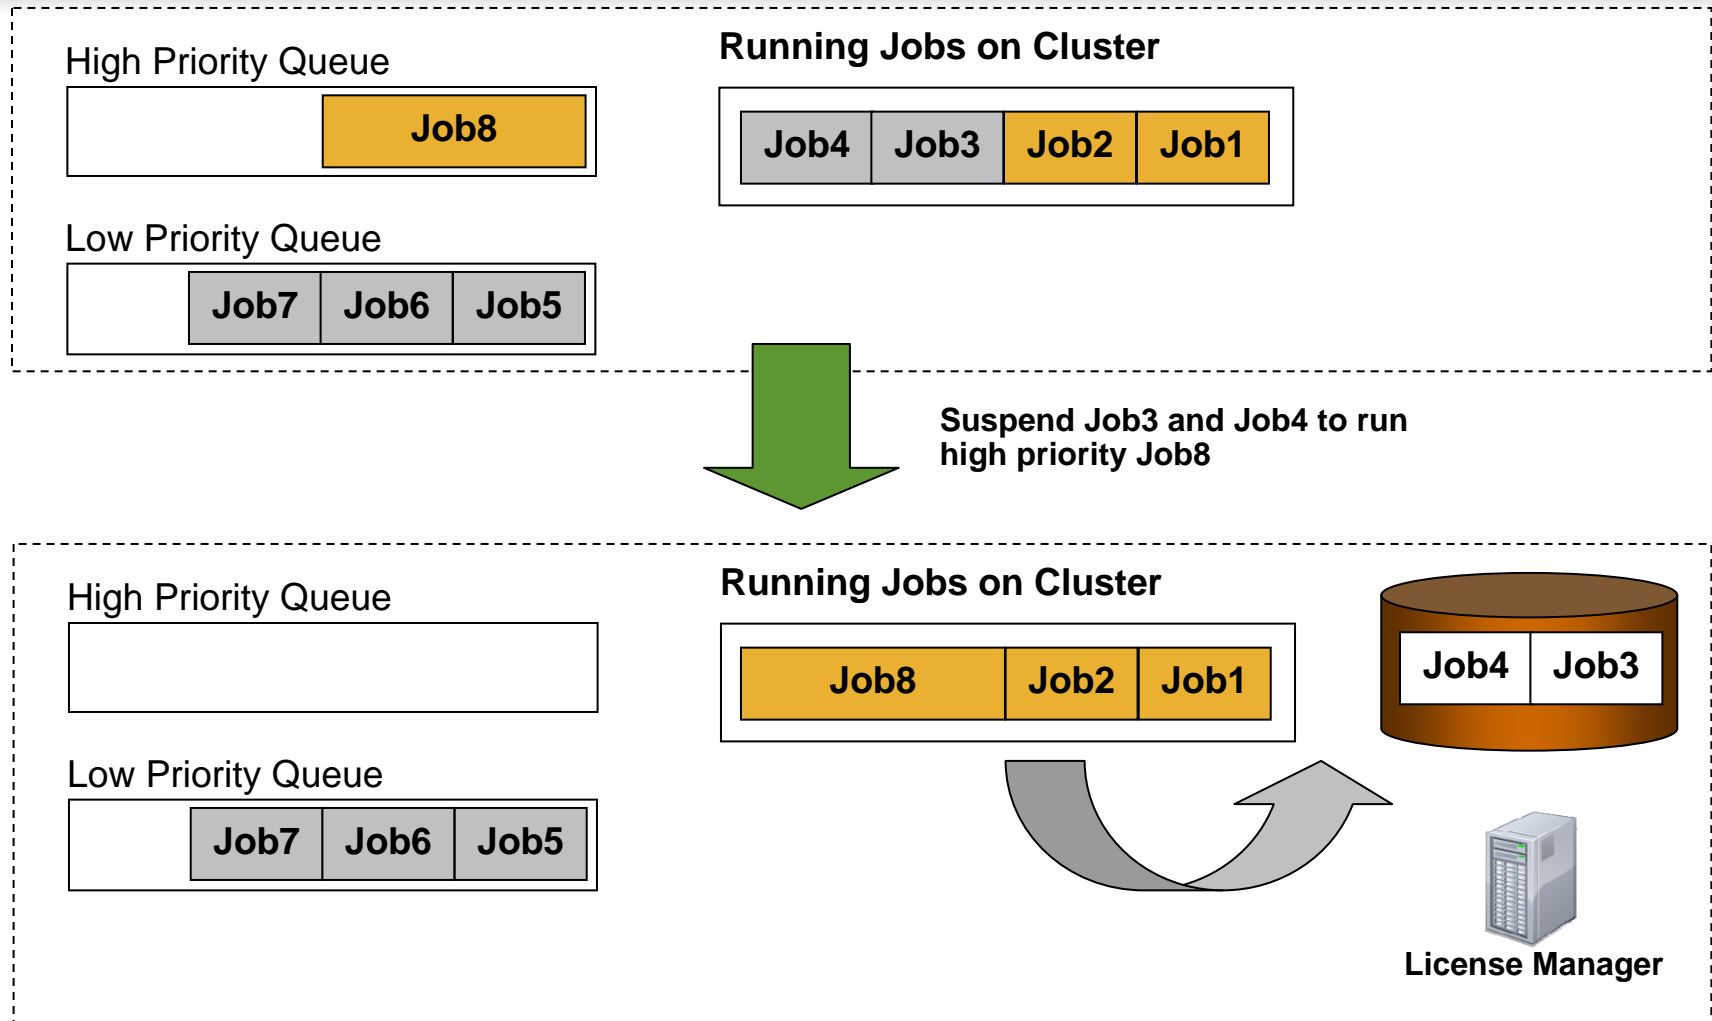 High Priority Queue
Job8
Running Jobs on Cluster
Job4 Job3 Job2 Job1
Low Priority Queue
Job7 Job6 Job5
Suspend Job3 and Job4 to run
high priority Job8
High Priority Queue
Running Jobs on Cluster
Job8 Job2 Job1
Job4 Job3
Low Priority Queue
Job7 Job6 Job5
License Manager